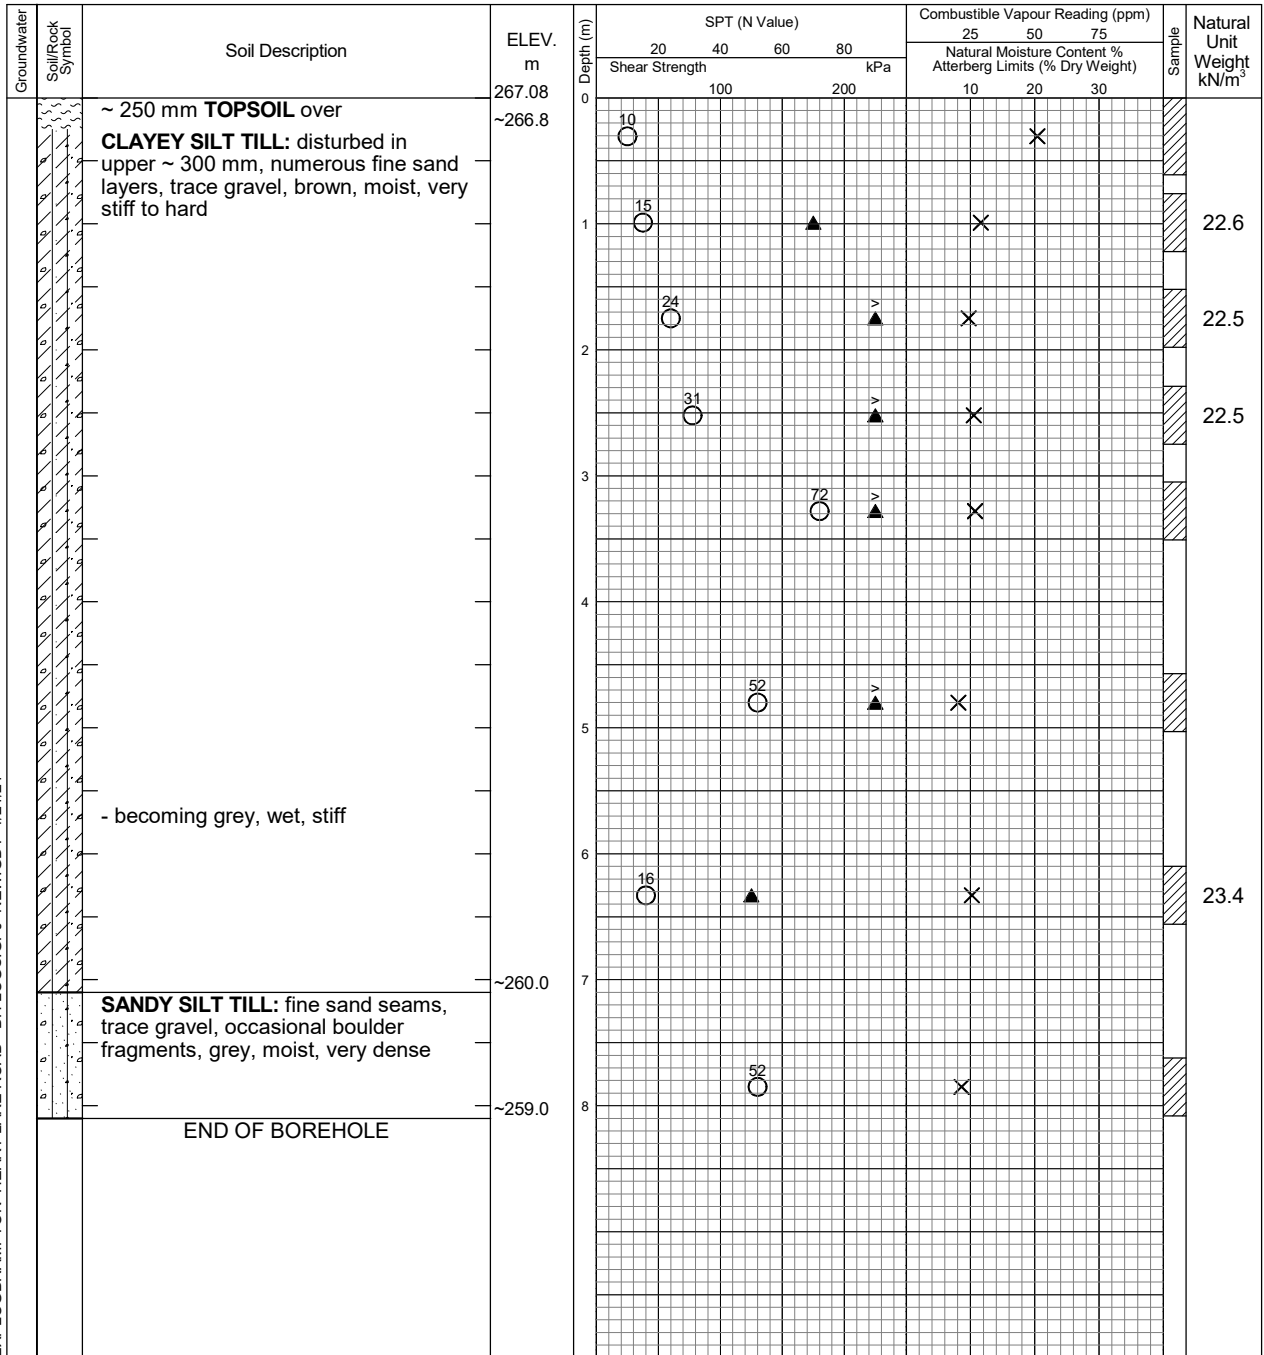 Groundwater
Soil/Rock
Symbol
Soil Description
ELEV.
m
267.08
Depth (m)
SPT (N Value)
20 40 60 80
Shear Strength kPa
100 200
Combustible Vapour Reading (ppm)
25 50 75
Natural Moisture Content %
Atterberg Limits (% Dry Weight)
10 20 30
Sample
Natural
Unit
Weight
kN/m³
0
~ 250 mm TOPSOIL over
~266.8
CLAYEY SILT TILL: disturbed in
upper ~ 300 mm, numerous fine sand
layers, trace gravel, brown, moist, very
stiff to hard
10
15
1
22.6
24 >
22.5
2
31 >
22.5
3
72 >
4
52 >
5
- becoming grey, wet, stiff
6
16
23.4
7
~260.0
SANDY SILT TILL: fine sand seams,
trace gravel, occasional boulder
fragments, grey, moist, very dense
52
8
~259.0
END OF BOREHOLE